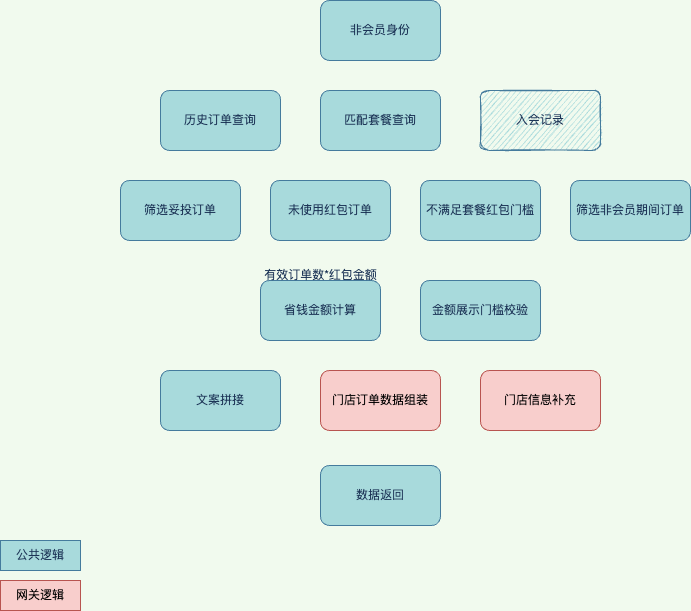 非会员身份
历史订单查询
匹配套餐查询
入会记录
筛选妥投订单
未使用红包订单
不满足套餐红包门槛
筛选非会员期间订单
有效订单数*红包金额
省钱金额计算
金额展示门槛校验
文案拼接
门店订单数据组装
门店信息补充
数据返回
公共逻辑
网关逻辑